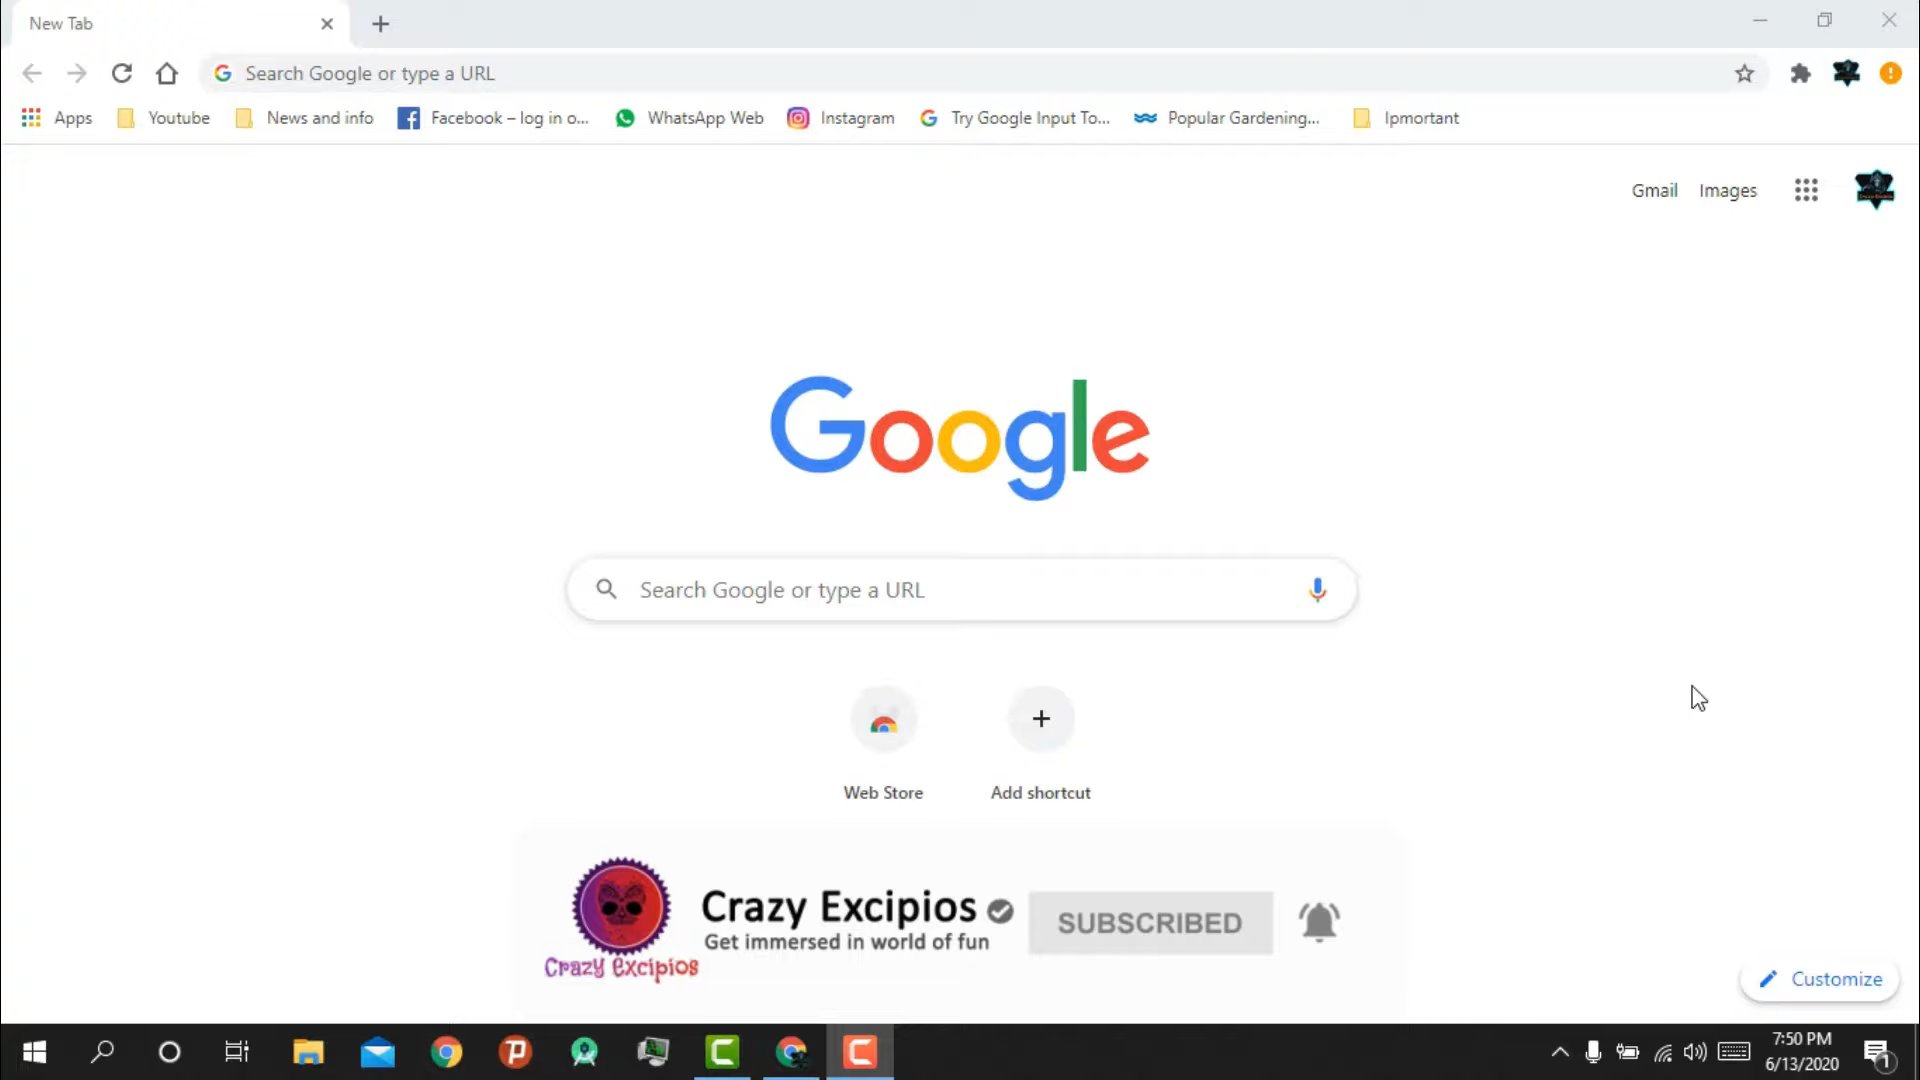 New Tab
Search Google or type a URL
Apps Youtube News and info Facebook – log in o... WhatsApp Web Instagram Try Google Input To... Popular Gardening... Ipmortant
Gmail Images
Google
Search Google or type a URL
Web Store Add shortcut
Crazy Excipios
Get immersed in world of fun
SUBSCRIBED
Crazy Excipios
Customize
7:50 PM
6/13/2020
1